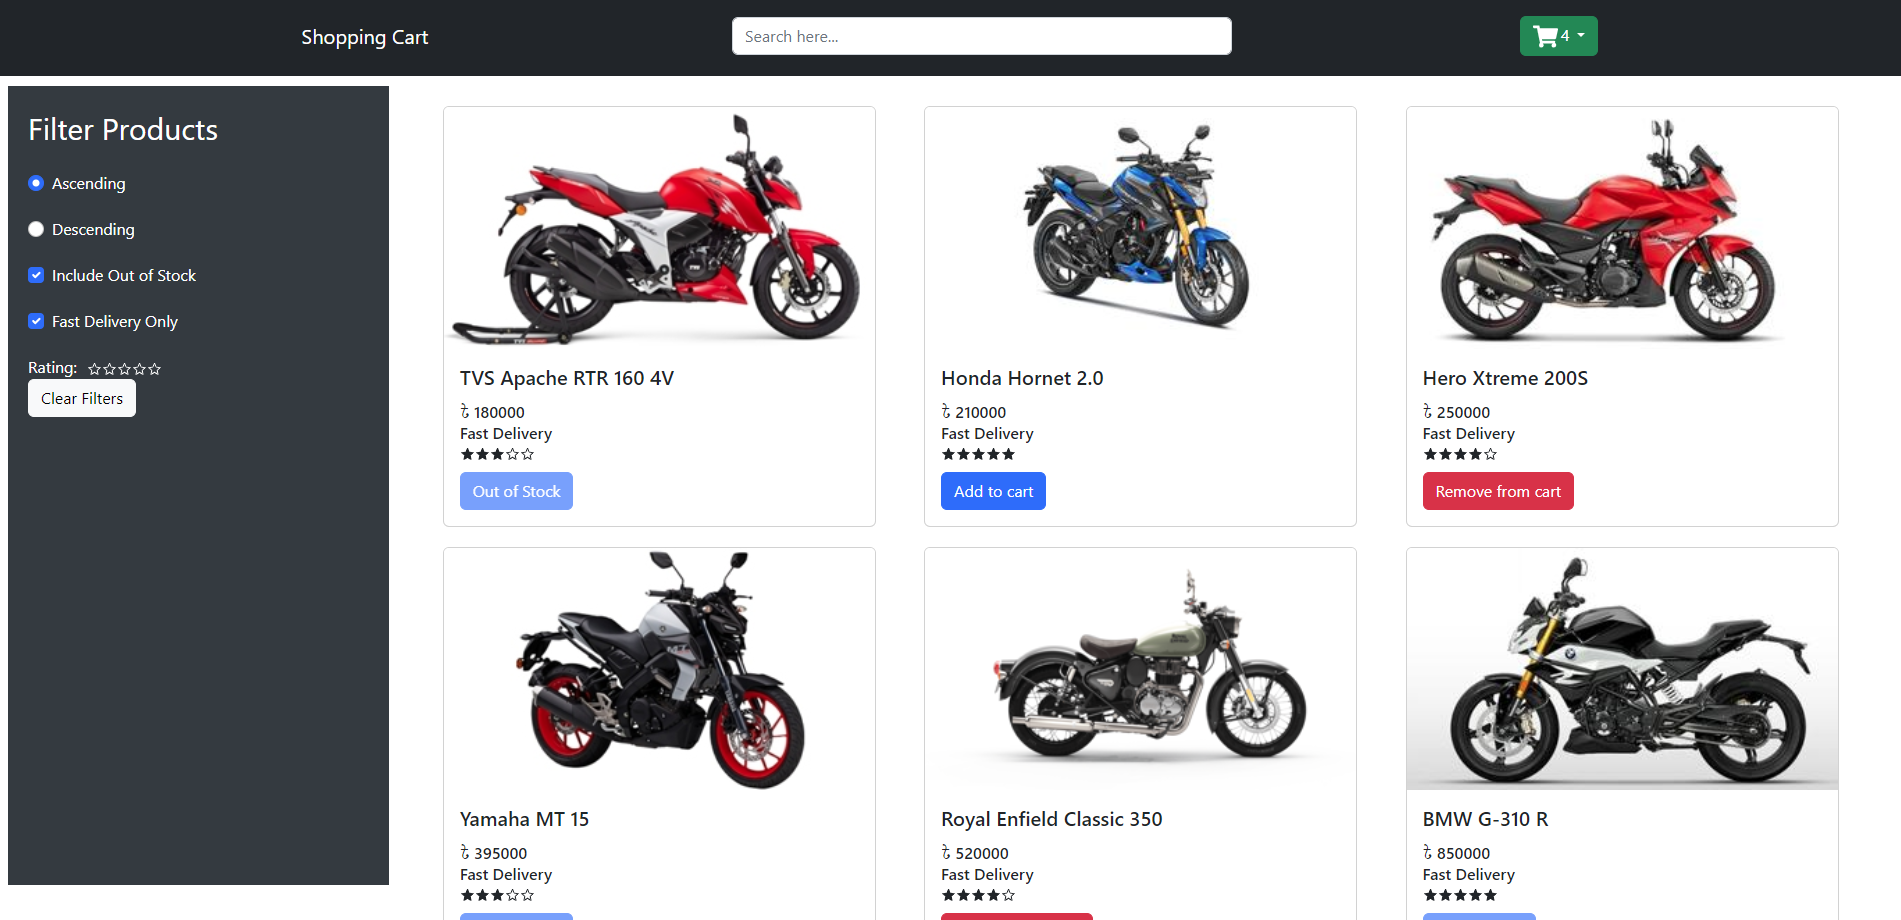 Shopping Cart
Search here...
4
Filter Products
Ascending
Descending
Include Out of Stock
Fast Delivery Only
Rating:
Clear Filters
TVS Apache RTR 160 4V
৳ 180000
Fast Delivery
Out of Stock
Honda Hornet 2.0
৳ 210000
Fast Delivery
Add to cart
Hero Xtreme 200S
৳ 250000
Fast Delivery
Remove from cart
Yamaha MT 15
৳ 395000
Fast Delivery
Royal Enfield Classic 350
৳ 520000
Fast Delivery
BMW G-310 R
৳ 850000
Fast Delivery